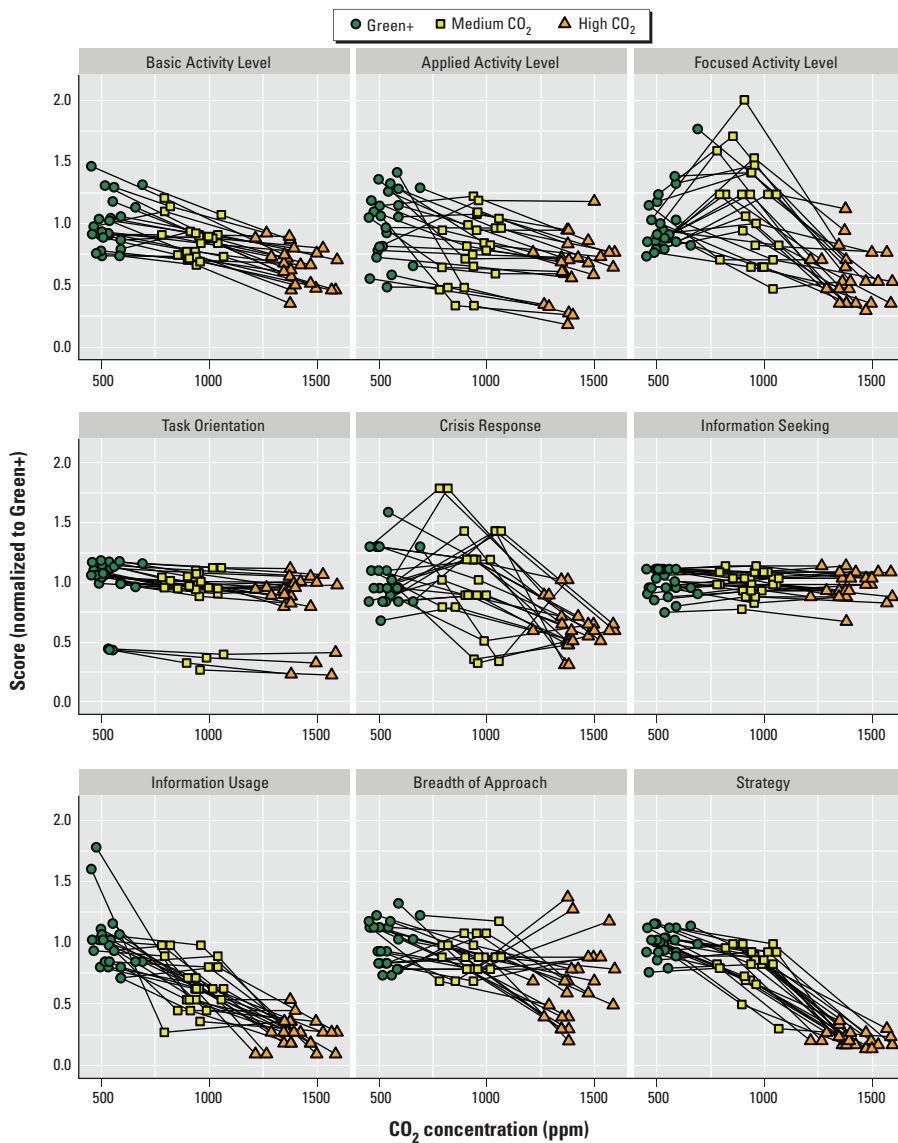 Green+ Medium CO₂ High CO₂
Basic Activity Level Applied Activity Level Focused Activity Level
2.0
1.5
1.0
0.5
0.0
500 1000 1500 500 1000 1500 500 1000 1500
Task Orientation Crisis Response Information Seeking
2.0
1.5
1.0
0.5
0.0
500 1000 1500 500 1000 1500 500 1000 1500
Score (normalized to Green+)
Information Usage Breadth of Approach Strategy
2.0
1.5
1.0
0.5
0.0
500 1000 1500 500 1000 1500 500 1000 1500
CO₂ concentration (ppm)